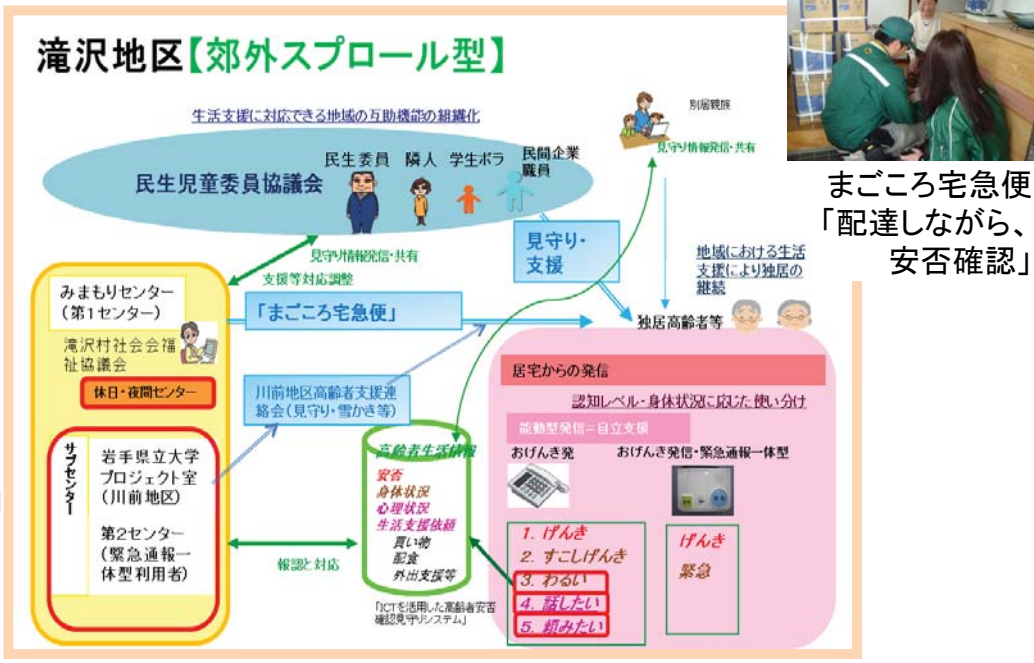 滝沢地区【郊外スプロール型】
生活支援に対応できる地域の互助機能の組織化
民生委員
隣人
学生ボラ
民間企業
職員
民生児童委員協議会
別居親族
見守り情報発信・共有
まごころ宅急便
「配達しながら、
安否確認」
見守り情報発信・共有
支援等対応調整
見守り・
支援
地域における生活
支援により独居の
継続
みまもりセンター
(第1センター)
滝沢村社会会福
祉協議会
休日・夜間センター
「まごころ宅急便」
独居高齢者等
川前地区高齢者支援連
絡会(見守り・雪かき等)
サブセンター
岩手県立大学
プロジェクト室
(川前地区)
第2センター
(緊急通報一
体型利用者)
報認と対応
高齢者生活情報
安否
身体状況
心理状況
生活支援依頼
買い物
配食
外出支援等
「ICTを活用した高齢者安否
確認見守りシステム」
居宅からの発信
認知レベル・身体状況に応じた使い分け
能動型発信=自立支援
おげんき発
おげんき発信・緊急通報一体型
1. げんき
2. すこしげんき
3. わるい
4. 話したい
5. 頼みたい
げんき
緊急